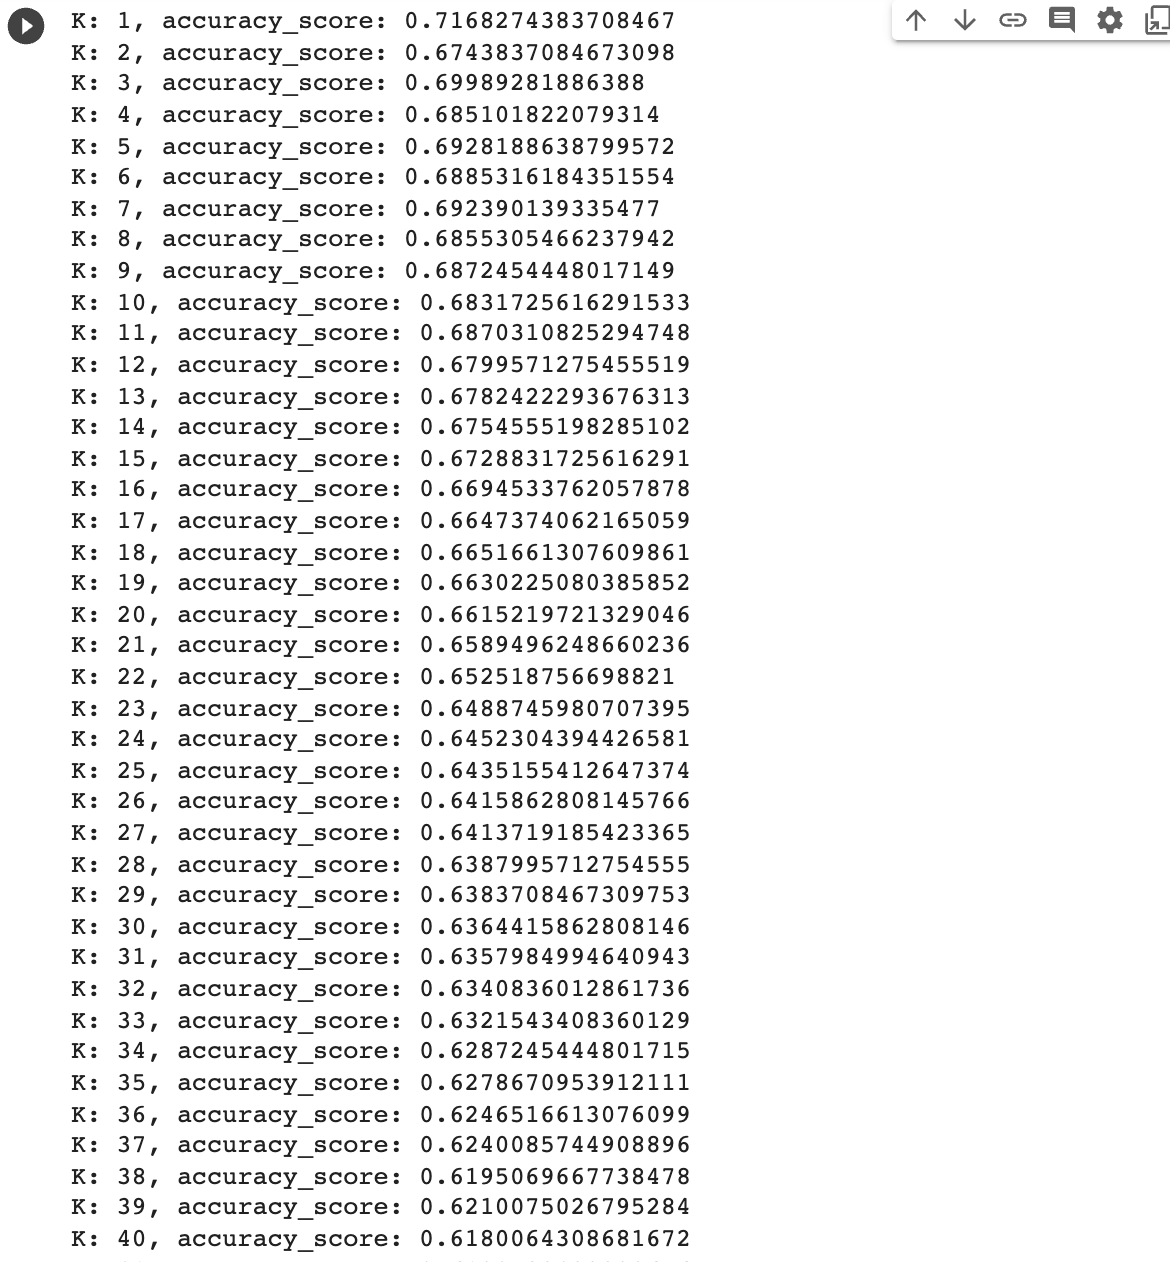 K: 1, accuracy_score: 0.7168274383708467
K: 2, accuracy_score: 0.6743837084673098
K: 3, accuracy_score: 0.69989281886388
K: 4, accuracy_score: 0.685101822079314
K: 5, accuracy_score: 0.6928188638799572
K: 6, accuracy_score: 0.6885316184351554
K: 7, accuracy_score: 0.692390139335477
K: 8, accuracy_score: 0.6855305466237942
K: 9, accuracy_score: 0.6872454448017149
K: 10, accuracy_score: 0.6831725616291533
K: 11, accuracy_score: 0.6870310825294748
K: 12, accuracy_score: 0.6799571275455519
K: 13, accuracy_score: 0.6782422293676313
K: 14, accuracy_score: 0.6754555198285102
K: 15, accuracy_score: 0.6728831725616291
K: 16, accuracy_score: 0.6694533762057878
K: 17, accuracy_score: 0.6647374062165059
K: 18, accuracy_score: 0.6651661307609861
K: 19, accuracy_score: 0.6630225080385852
K: 20, accuracy_score: 0.6615219721329046
K: 21, accuracy_score: 0.6589496248660236
K: 22, accuracy_score: 0.652518756698821
K: 23, accuracy_score: 0.6488745980707395
K: 24, accuracy_score: 0.6452304394426581
K: 25, accuracy_score: 0.6435155412647374
K: 26, accuracy_score: 0.6415862808145766
K: 27, accuracy_score: 0.6413719185423365
K: 28, accuracy_score: 0.6387995712754555
K: 29, accuracy_score: 0.6383708467309753
K: 30, accuracy_score: 0.6364415862808146
K: 31, accuracy_score: 0.6357984994640943
K: 32, accuracy_score: 0.6340836012861736
K: 33, accuracy_score: 0.6321543408360129
K: 34, accuracy_score: 0.6287245444801715
K: 35, accuracy_score: 0.6278670953912111
K: 36, accuracy_score: 0.6246516613076099
K: 37, accuracy_score: 0.6240085744908896
K: 38, accuracy_score: 0.6195069667738478
K: 39, accuracy_score: 0.6210075026795284
K: 40, accuracy_score: 0.6180064308681672